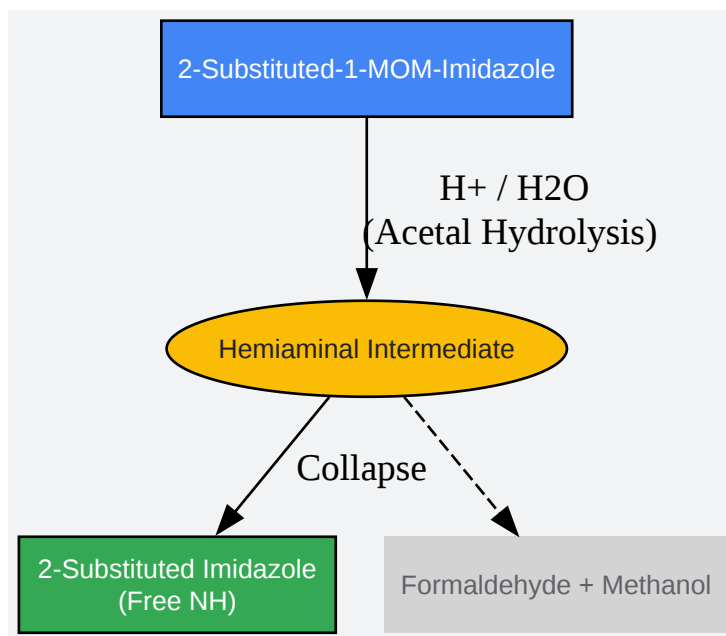 2-Substituted-1-MOM-Imidazole
H+ / H2O
(Acetal Hydrolysis)
Hemiaminal Intermediate
Collapse
2-Substituted Imidazole
(Free NH)
Formaldehyde + Methanol